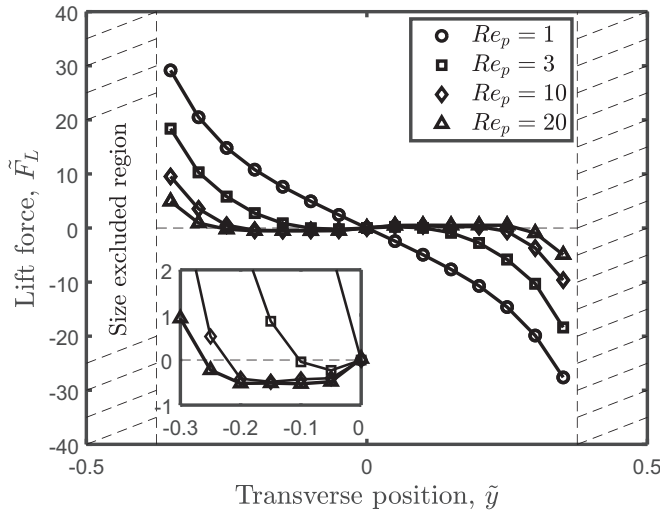 40
30
20
10
0
-10
-20
-30
-40
Lift force, F̃_L
Size excluded region
Re_p = 1
Re_p = 3
Re_p = 10
Re_p = 20
2
1
0
-1
-0.3 -0.2 -0.1 0
-0.5 0 0.5
Transverse position, ỹ